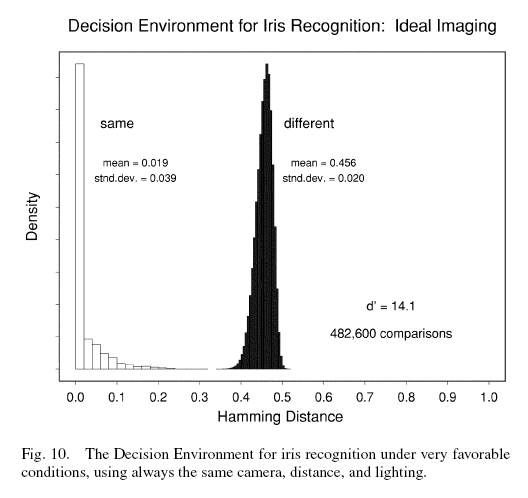 Decision Environment for Iris Recognition: Ideal Imaging
same
different
mean = 0.019
stnd.dev. = 0.039
mean = 0.456
stnd.dev. = 0.020
Density
d' = 14.1
482,600 comparisons
0.0 0.1 0.2 0.3 0.4 0.5 0.6 0.7 0.8 0.9 1.0
Hamming Distance
Fig. 10. The Decision Environment for iris recognition under very favorable
conditions, using always the same camera, distance, and lighting.